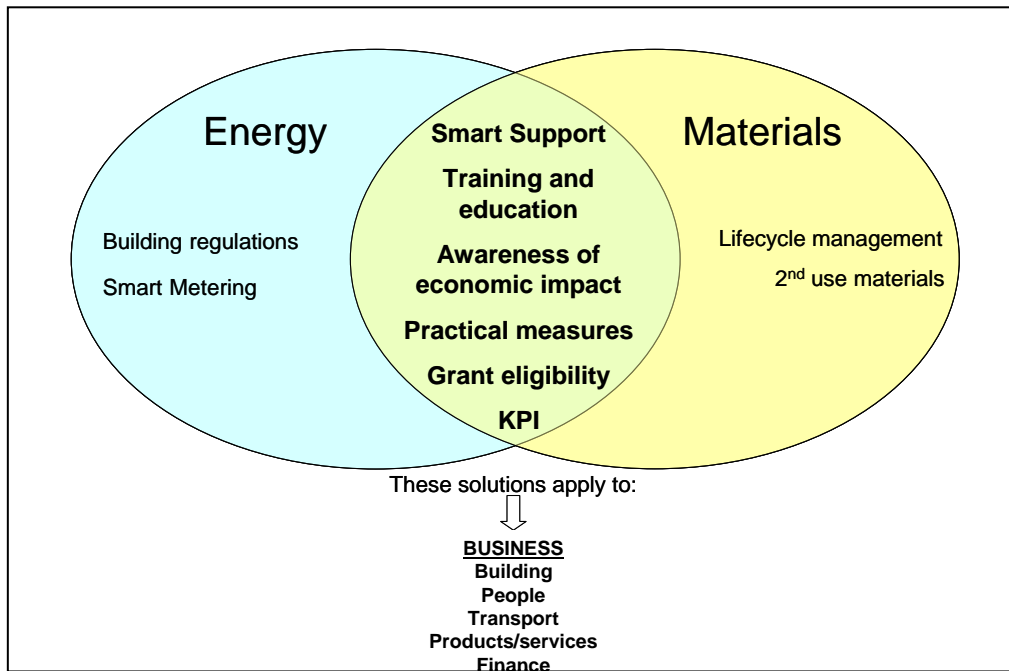 Energy
Materials
Building regulations
Smart Metering
Smart Support
Training and
education
Awareness of
economic impact
Practical measures
Grant eligibility
KPI
Lifecycle management
2nd use materials
These solutions apply to:
BUSINESS
Building
People
Transport
Products/services
Finance